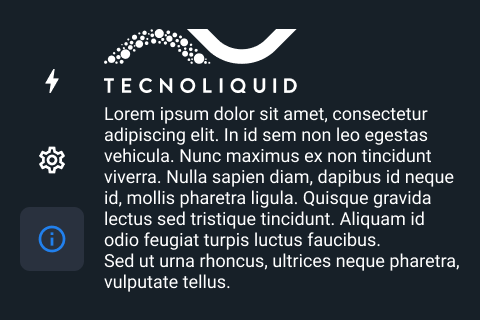 TECNOLIQUID
Lorem ipsum dolor sit amet, consectetur
adipiscing elit. In id sem non leo egestas
vehicula. Nunc maximus ex non tincidunt
viverra. Nulla sapien diam, dapibus id neque
id, mollis pharetra ligula. Quisque gravida
lectus sed tristique tincidunt. Aliquam id
odio feugiat turpis luctus faucibus.
Sed ut urna rhoncus, ultrices neque pharetra,
vulputate tellus.